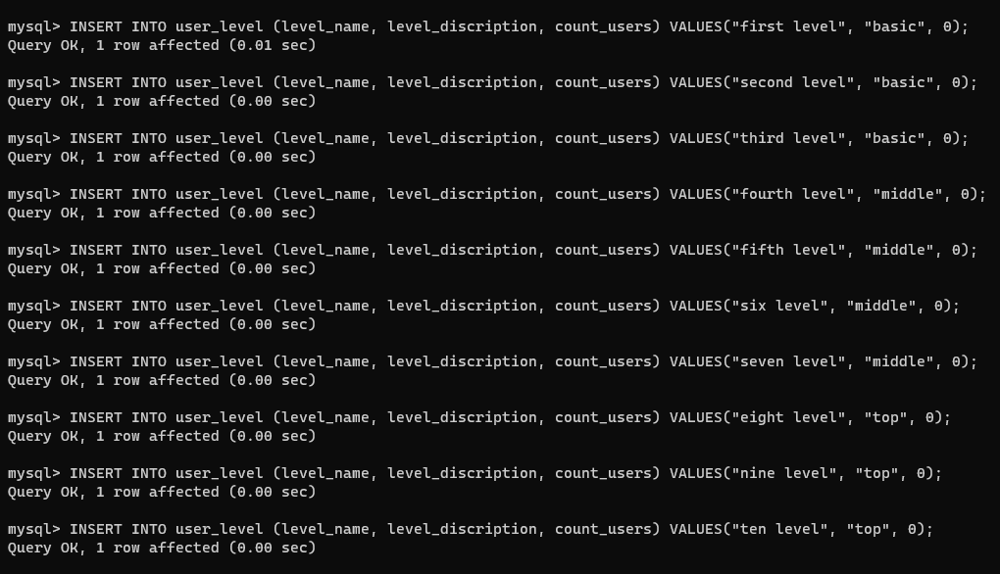 mysql> INSERT INTO user_level (level_name, level_discription, count_users) VALUES("first level", "basic", 0);
Query OK, 1 row affected (0.01 sec)
mysql> INSERT INTO user_level (level_name, level_discription, count_users) VALUES("second level", "basic", 0);
Query OK, 1 row affected (0.00 sec)
mysql> INSERT INTO user_level (level_name, level_discription, count_users) VALUES("third level", "basic", 0);
Query OK, 1 row affected (0.00 sec)
mysql> INSERT INTO user_level (level_name, level_discription, count_users) VALUES("fourth level", "middle", 0);
Query OK, 1 row affected (0.00 sec)
mysql> INSERT INTO user_level (level_name, level_discription, count_users) VALUES("fifth level", "middle", 0);
Query OK, 1 row affected (0.00 sec)
mysql> INSERT INTO user_level (level_name, level_discription, count_users) VALUES("six level", "middle", 0);
Query OK, 1 row affected (0.00 sec)
mysql> INSERT INTO user_level (level_name, level_discription, count_users) VALUES("seven level", "middle", 0);
Query OK, 1 row affected (0.00 sec)
mysql> INSERT INTO user_level (level_name, level_discription, count_users) VALUES("eight level", "top", 0);
Query OK, 1 row affected (0.00 sec)
mysql> INSERT INTO user_level (level_name, level_discription, count_users) VALUES("nine level", "top", 0);
Query OK, 1 row affected (0.00 sec)
mysql> INSERT INTO user_level (level_name, level_discription, count_users) VALUES("ten level", "top", 0);
Query OK, 1 row affected (0.00 sec)